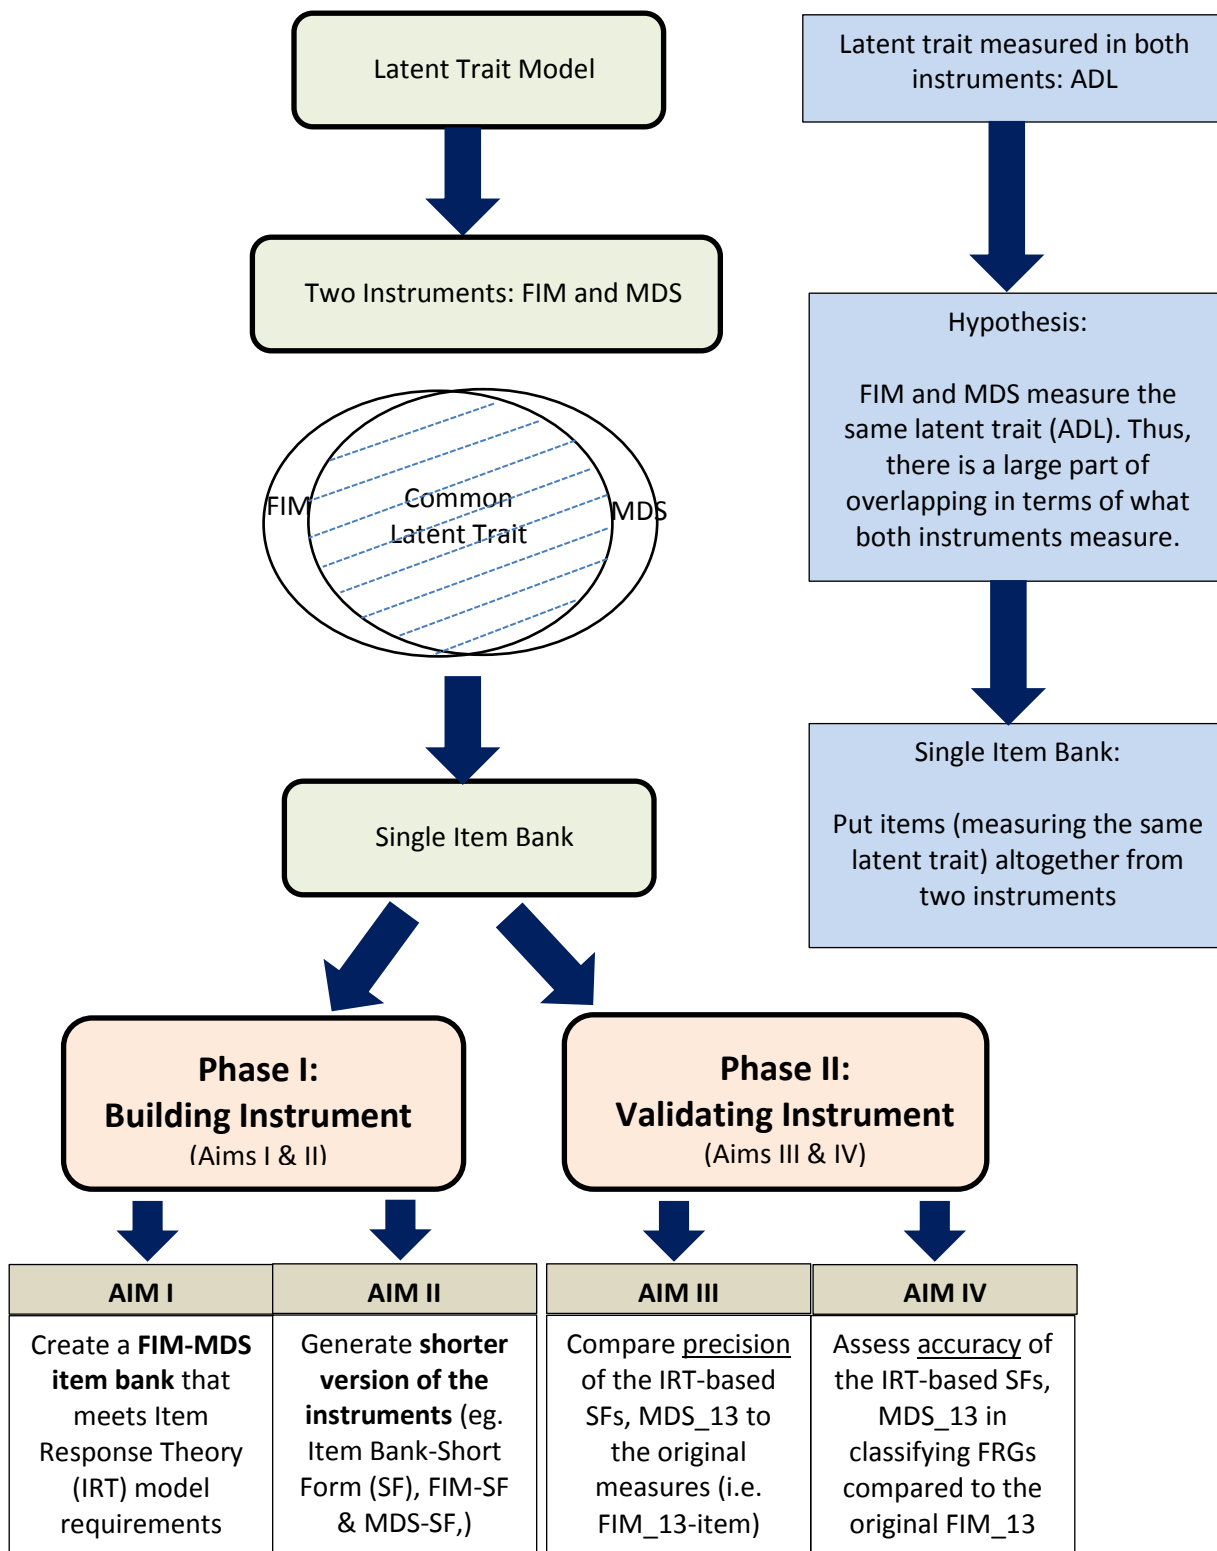 Latent Trait Model
Two Instruments: FIM and MDS
FIM
Common
Latent Trait
MDS
Single Item Bank
Latent trait measured in both
instruments: ADL
Hypothesis:
FIM and MDS measure the
same latent trait (ADL). Thus,
there is a large part of
overlapping in terms of what
both instruments measure.
Single Item Bank:
Put items (measuring the same
latent trait) altogether from
two instruments
Phase I:
Building Instrument
(Aims I & II)
Phase II:
Validating Instrument
(Aims III & IV)
AIM I
Create a FIM-MDS
item bank that
meets Item
Response Theory
(IRT) model
requirements
AIM II
Generate shorter
version of the
instruments (eg.
Item Bank-Short
Form (SF), FIM-SF
& MDS-SF,)
AIM III
Compare precision
of the IRT-based
SFs, MDS_13 to
the original
measures (i.e.
FIM_13-item)
AIM IV
Assess accuracy of
the IRT-based SFs,
MDS_13 in
classifying FRGs
compared to the
original FIM_13